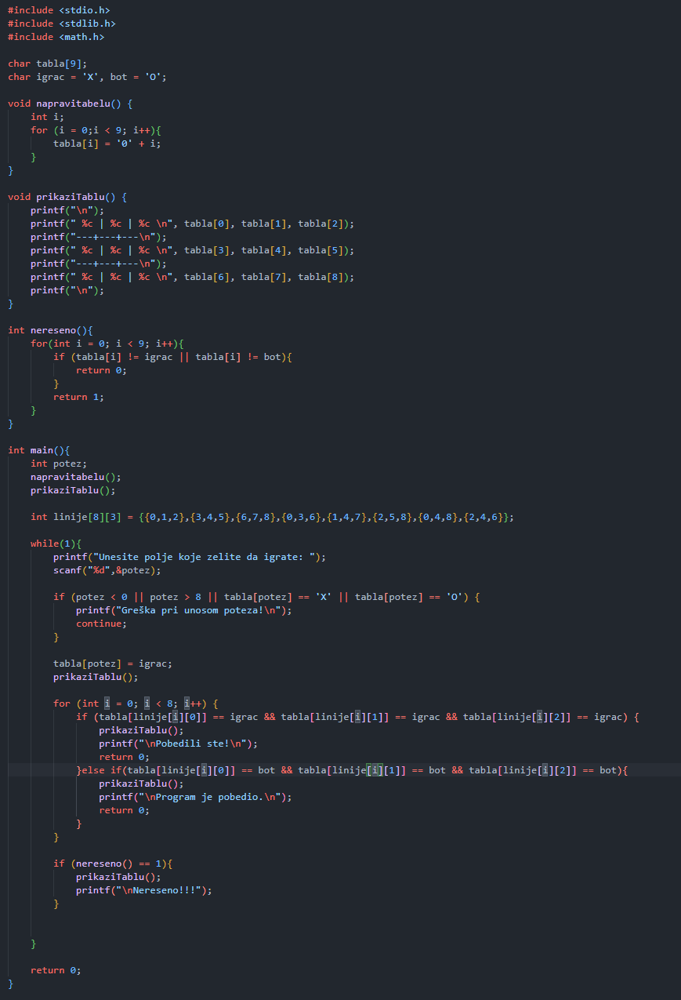 #include <stdio.h>
#include <stdlib.h>
#include <math.h>
char tabla[9];
char igrac = 'X', bot = 'O';
void napravitabelu() {
    int i;
    for (i = 0;i < 9; i++){
        tabla[i] = '0' + i;
    }
}
void prikaziTablu() {
    printf("\n");
    printf(" %c | %c | %c \n", tabla[0], tabla[1], tabla[2]);
    printf("---+---+---\n");
    printf(" %c | %c | %c \n", tabla[3], tabla[4], tabla[5]);
    printf("---+---+---\n");
    printf(" %c | %c | %c \n", tabla[6], tabla[7], tabla[8]);
    printf("\n");
}
int nereseno(){
    for(int i = 0; i < 9; i++){
        if (tabla[i] != igrac || tabla[i] != bot){
            return 0;
        }
        return 1;
    }
}
int main(){
    int potez;
    napravitabelu();
    prikaziTablu();
    int linije[8][3] = {{0,1,2},{3,4,5},{6,7,8},{0,3,6},{1,4,7},{2,5,8},{0,4,8},{2,4,6}};
    while(1){
        printf("Unesite polje koje zelite da igrate: ");
        scanf("%d",&potez);
        if (potez < 0 || potez > 8 || tabla[potez] == 'X' || tabla[potez] == 'O') {
            printf("Greška pri unosom poteza!\n");
            continue;
        }
        tabla[potez] = igrac;
        prikaziTablu();
        for (int i = 0; i < 8; i++) {
            if (tabla[linije[i][0]] == igrac && tabla[linije[i][1]] == igrac && tabla[linije[i][2]] == igrac) {
                prikaziTablu();
                printf("\nPobedili ste!\n");
                return 0;
            }else if(tabla[linije[i][0]] == bot && tabla[linije[i][1]] == bot && tabla[linije[i][2]] == bot){
                prikaziTablu();
                printf("\nProgram je pobedio.\n");
                return 0;
            }
        }
        if (nereseno() == 1){
            prikaziTablu();
            printf("\nNereseno!!!");
        }
    }
    return 0;
}